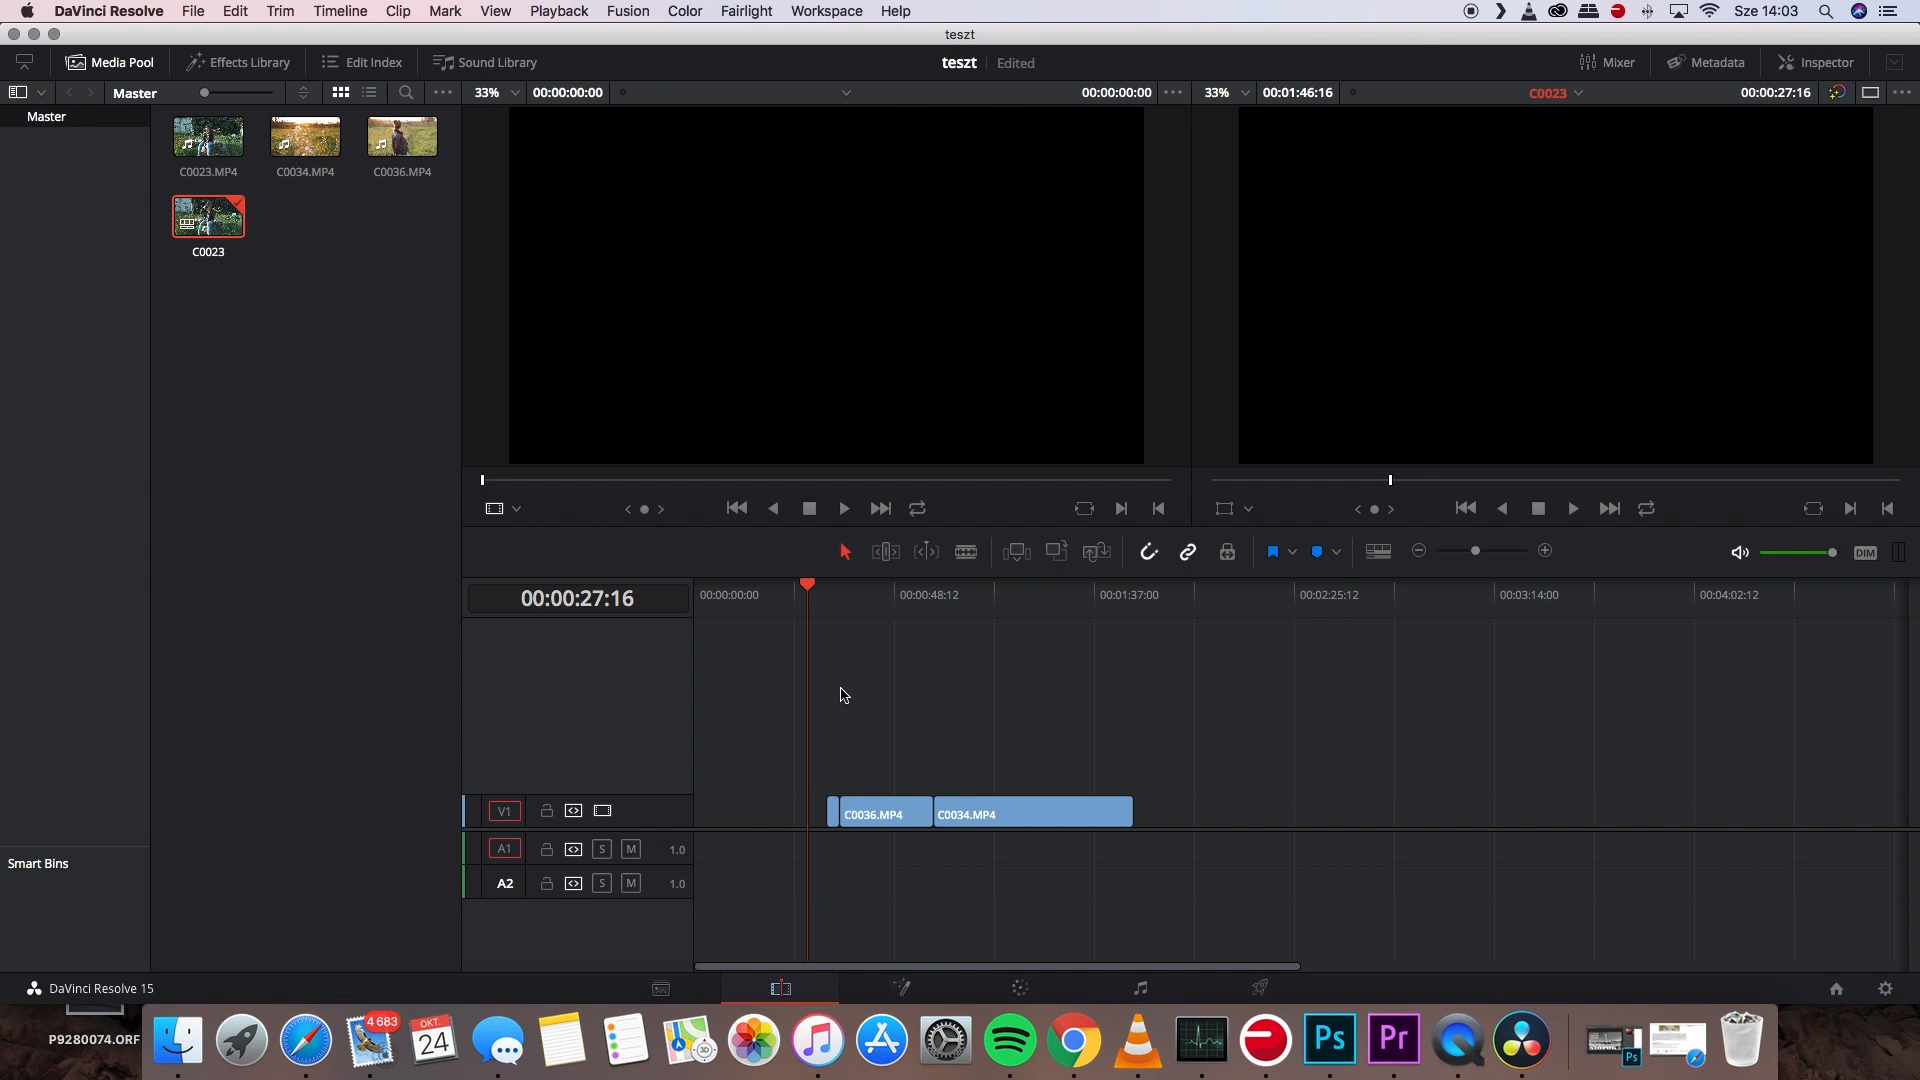 DaVinci Resolve File Edit Trim Timeline Clip Mark View Playback Fusion Color Fairlight Workspace Help Sze 14:03
teszt
Media Pool Effects Library Edit Index Sound Library teszt Edited Mixer Metadata Inspector
Master 33% 00:00:00:00 00:00:00:00 33% 00:01:46:16 C0023 00:00:27:16
Master
C0023.MP4 C0034.MP4 C0036.MP4
C0023
DIM
00:00:27:16 00:00:00:00 00:00:48:12 00:01:37:00 00:02:25:12 00:03:14:00 00:04:02:12
V1 C0036.MP4 C0034.MP4
A1 S M 1.0
Smart Bins
A2 S M 1.0
DaVinci Resolve 15
P9280074.ORF
4 683
OKT.
24
3D
Ps Pr
Ps